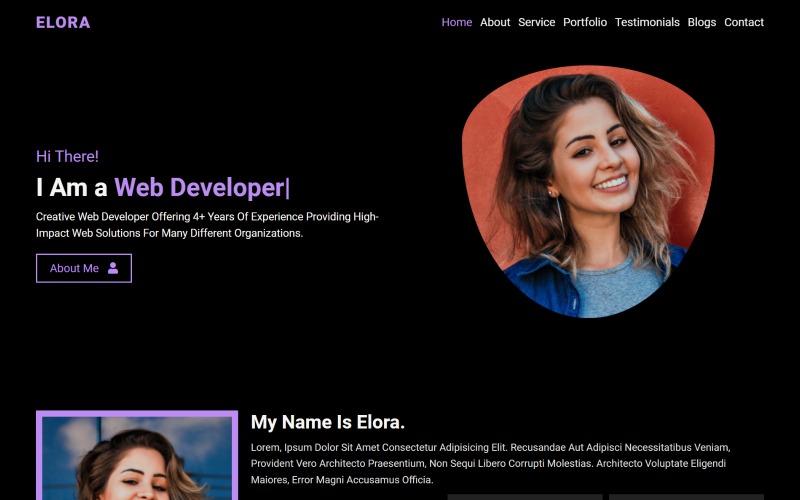 ELORA
Home About Service Portfolio Testimonials Blogs Contact
Hi There!
I Am a Web Developer|
Creative Web Developer Offering 4+ Years Of Experience Providing High-
Impact Web Solutions For Many Different Organizations.
About Me
My Name Is Elora.
Lorem, Ipsum Dolor Sit Amet Consectetur Adipisicing Elit. Recusandae Aut Adipisci Necessitatibus Veniam,
Provident Vero Architecto Praesentium, Non Sequi Libero Corrupti Molestias. Architecto Voluptate Eligendi
Maiores, Error Magni Accusamus Officia.